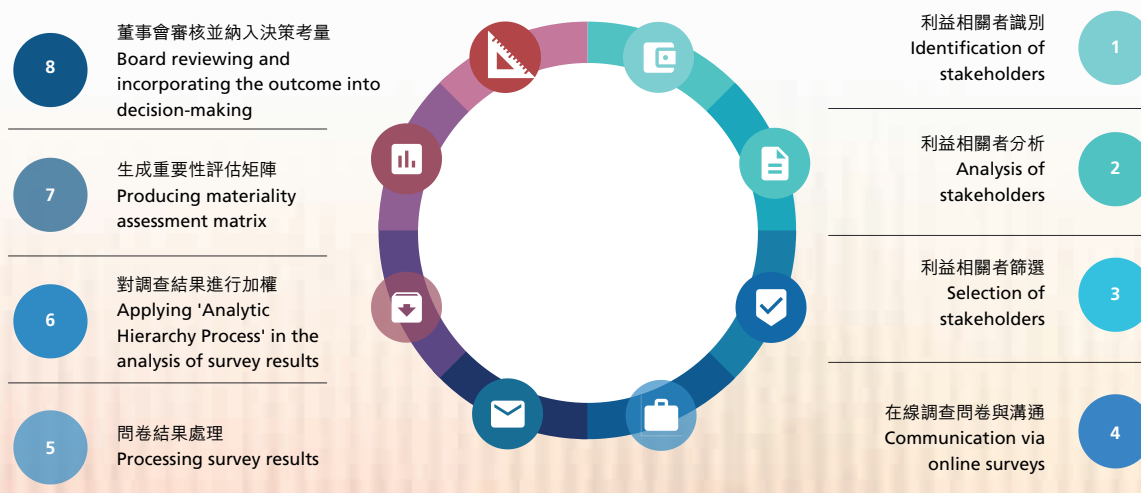 1
利益相關者識別
Identification of
stakeholders
2
利益相關者分析
Analysis of
stakeholders
3
利益相關者篩選
Selection of
stakeholders
4
在線調查問卷與溝通
Communication via
online surveys
5
問卷結果處理
Processing survey results
6
對調查結果進行加權
Applying 'Analytic
Hierarchy Process' in the
analysis of survey results
7
生成重要性評估矩陣
Producing materiality
assessment matrix
8
董事會審核並納入決策考量
Board reviewing and
incorporating the outcome into
decision-making